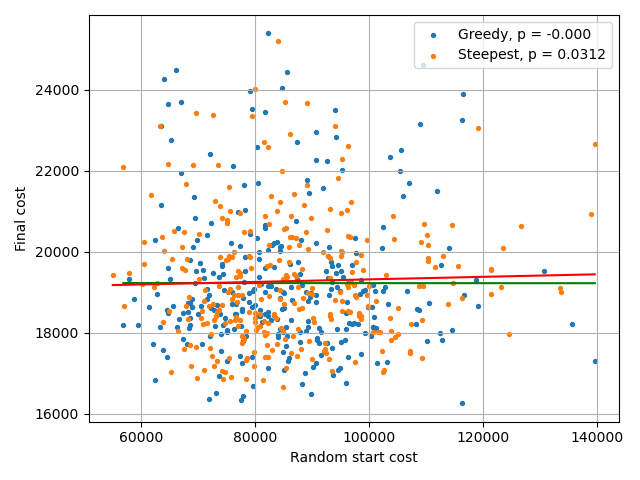 Greedy, p = -0.000
Steepest, p = 0.0312
24000
22000
20000
18000
16000
Final cost
60000 80000 100000 120000 140000
Random start cost